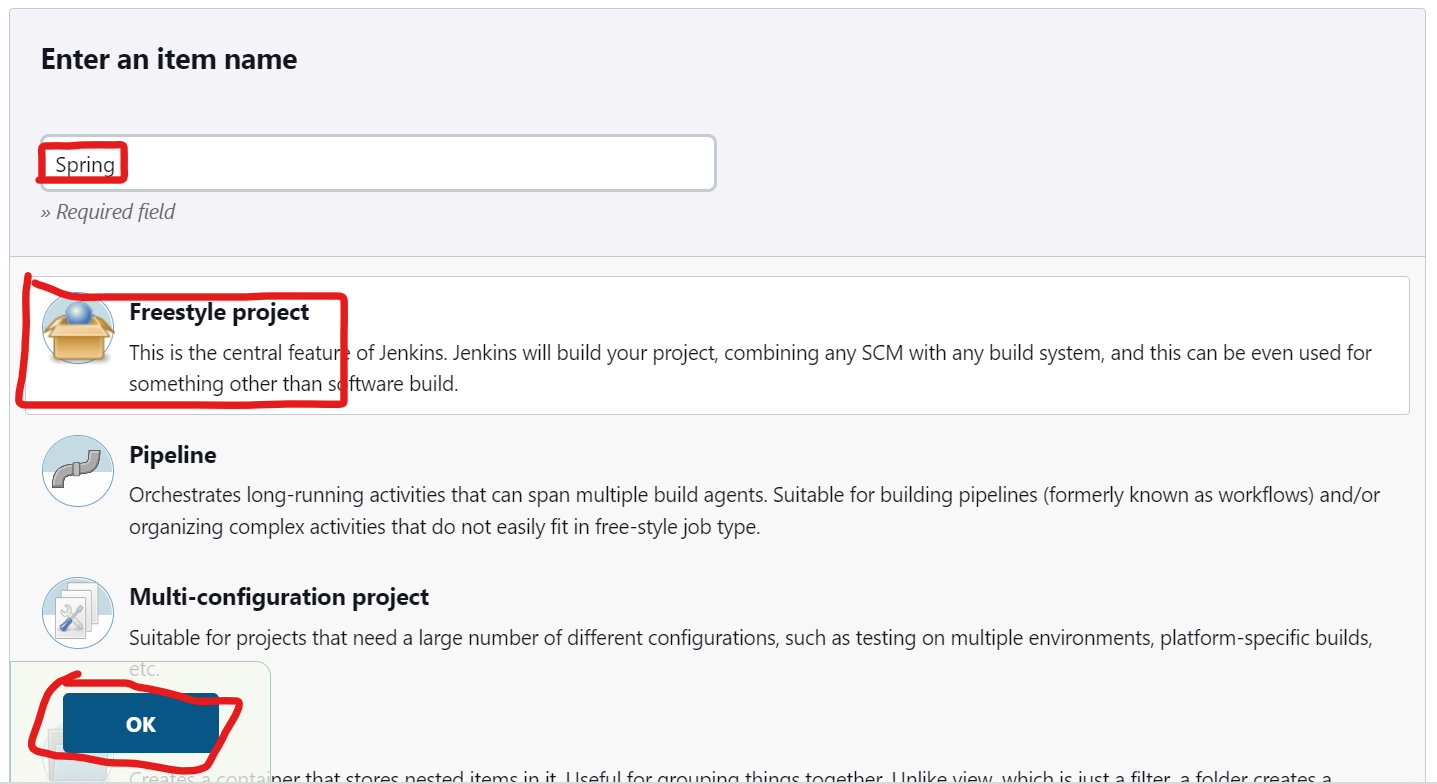 Enter an item name
Spring
» Required field
Freestyle project
This is the central feature of Jenkins. Jenkins will build your project, combining any SCM with any build system, and this can be even used for
something other than software build.
Pipeline
Orchestrates long-running activities that can span multiple build agents. Suitable for building pipelines (formerly known as workflows) and/or
organizing complex activities that do not easily fit in free-style job type.
Multi-configuration project
Suitable for projects that need a large number of different configurations, such as testing on multiple environments, platform-specific builds,
etc.
OK
Creates a container that stores nested items in it. Useful for grouping things together. Unlike view, which is just a filter, a folder creates a